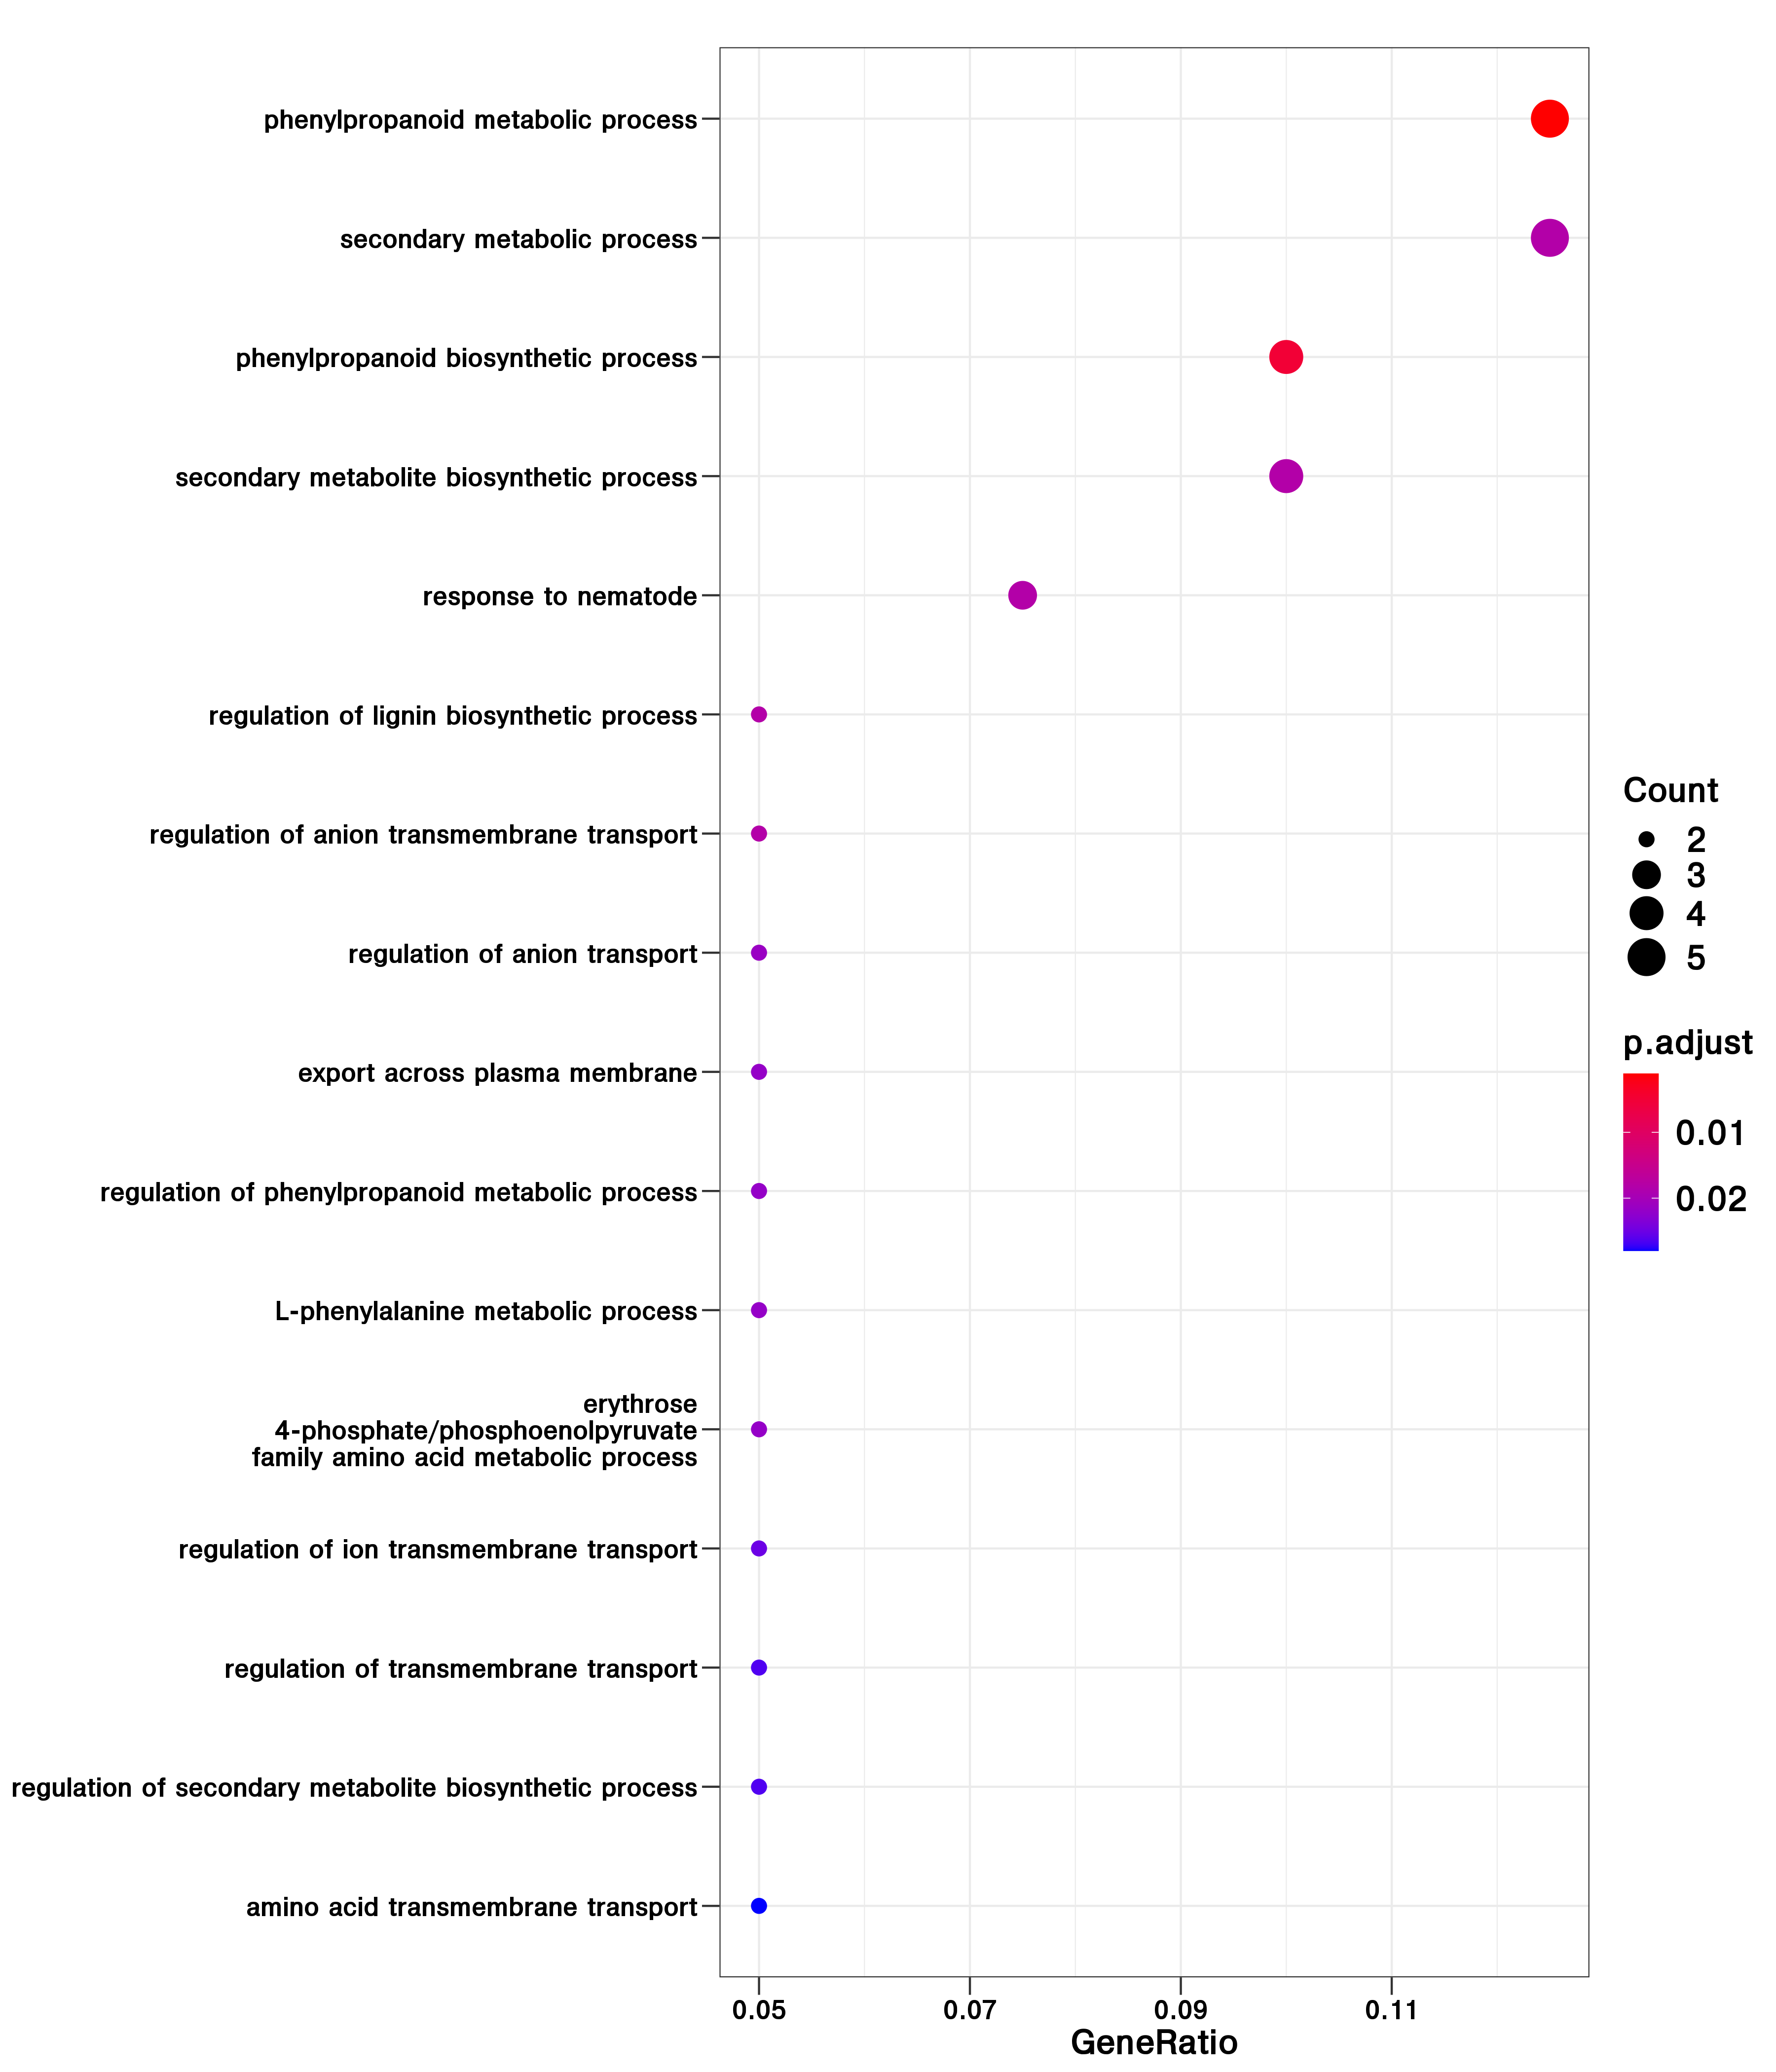 phenylpropanoid metabolic process
secondary metabolic process
phenylpropanoid biosynthetic process
secondary metabolite biosynthetic process
response to nematode
regulation of lignin biosynthetic process
regulation of anion transmembrane transport
regulation of anion transport
export across plasma membrane
regulation of phenylpropanoid metabolic process
L-phenylalanine metabolic process
erythrose
4-phosphate/phosphoenolpyruvate
family amino acid metabolic process
regulation of ion transmembrane transport
regulation of transmembrane transport
regulation of secondary metabolite biosynthetic process
amino acid transmembrane transport
0.05 0.07 0.09 0.11
GeneRatio
Count
2
3
4
5
p.adjust
0.01
0.02